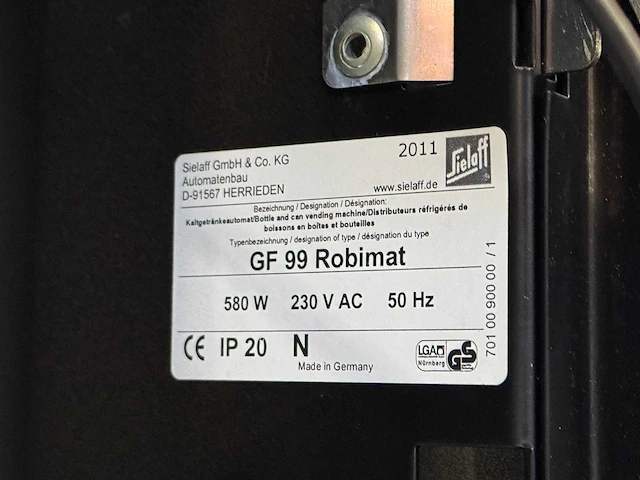 Sielaff GmbH & Co. KG
Automatenbau
D-91567 HERRIEDEN
2011
Sielaff
www.sielaff.de
Bezeichnung / Designation / Désignation:
Kaltgetränkeautomat/Bottle and can vending machine/Distributeurs réfrigérés de
boissons en boîtes et bouteilles
Typenbezeichnung / designation of type / désignation du type
GF 99 Robimat
580 W 230 V AC 50 Hz
CE IP 20 N
Made in Germany
LGA
Nürnberg
GS
701 00 900 00 / 1